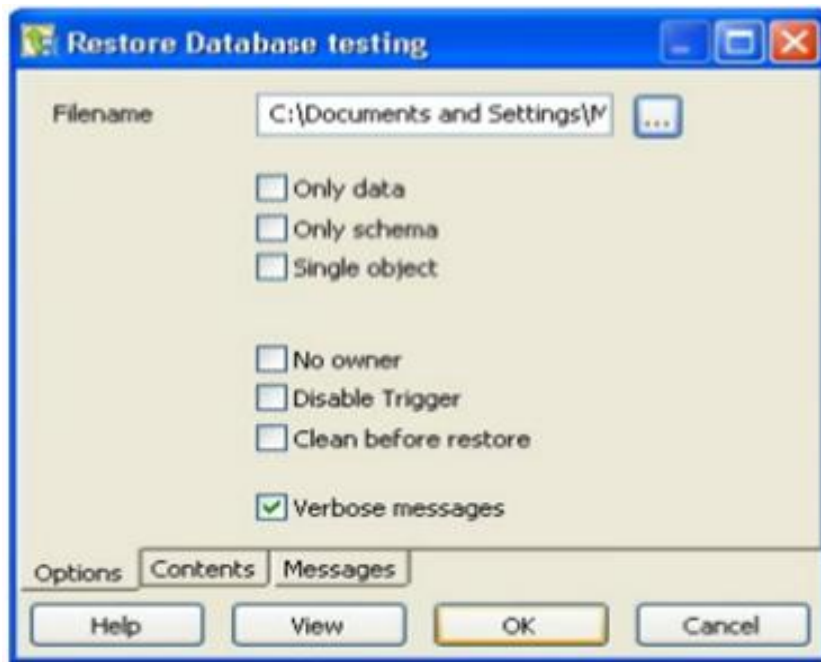 Restore Database testing
Filename C:\Documents and Settings\M ...
Only data
Only schema
Single object
No owner
Disable Trigger
Clean before restore
Verbose messages
Options Contents Messages
Help View OK Cancel